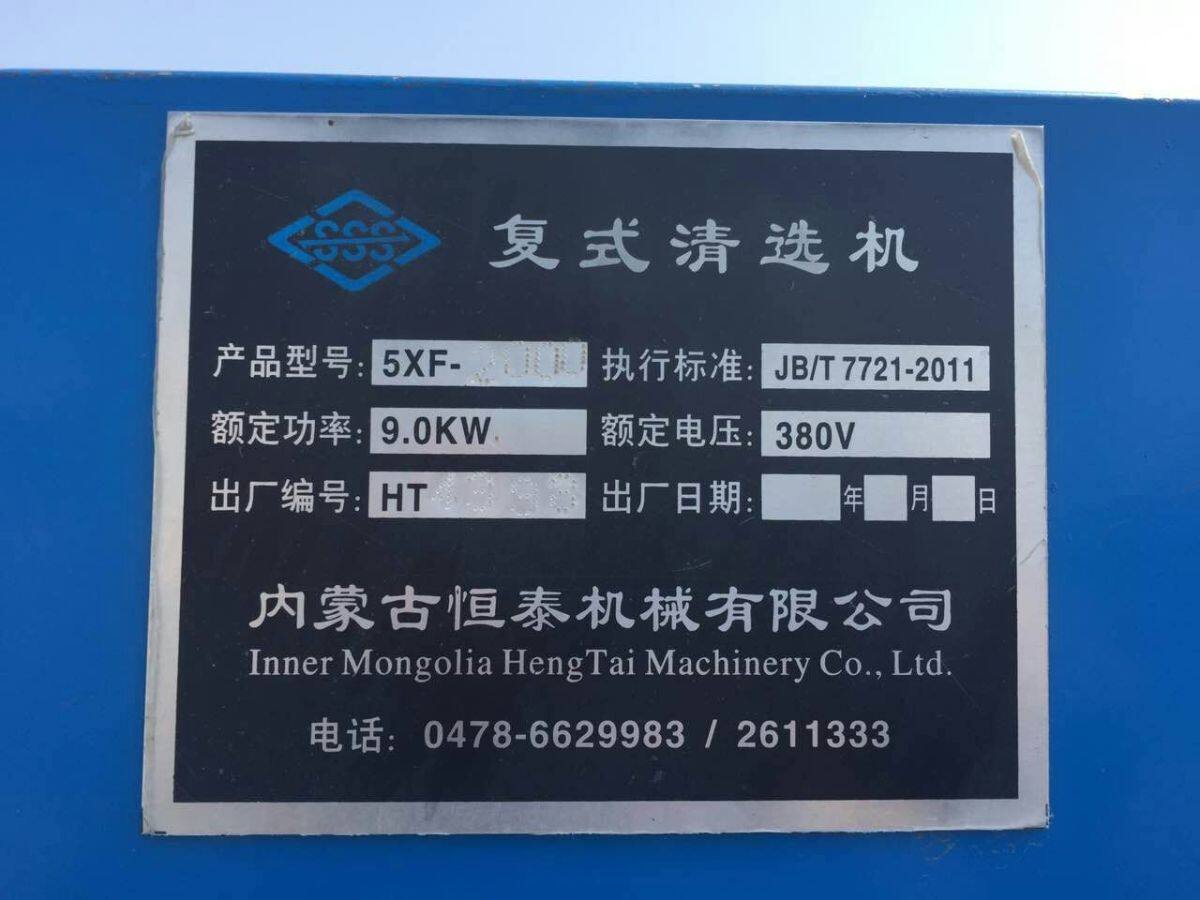 SSS 复式清选机
产品型号: 5XF-2000 执行标准: JB/T 7721-2011
额定功率: 9.0KW 额定电压: 380V
出厂编号: HT 出厂日期: 年 月 日
内蒙古恒泰机械有限公司
Inner Mongolia HengTai Machinery Co., Ltd.
电话: 0478-6629983 / 2611333